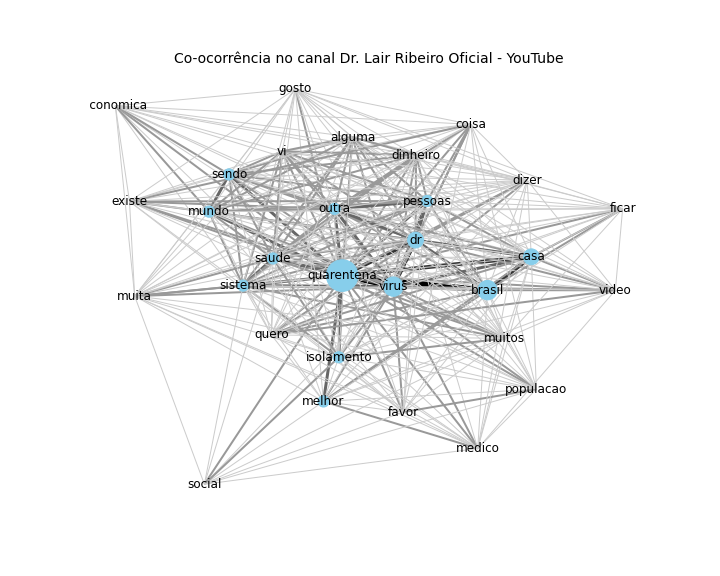 Co-ocorrência no canal Dr. Lair Ribeiro Oficial - YouTube
gosto
conomica
coisa
alguma
vi
dinheiro
sendo
dizer
existe
pessoas
mundo
outra
ficar
dr
saude
casa
quarentena
sistema
virus
brasil
video
muita
quero
muitos
isolamento
populacao
melhor
favor
medico
social